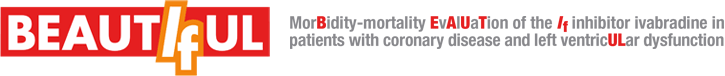 BEAUTIfUL
MorBidity-mortality EvAlUaTion of the If inhibitor ivabradine in
patients with coronary disease and left ventricULar dysfunction